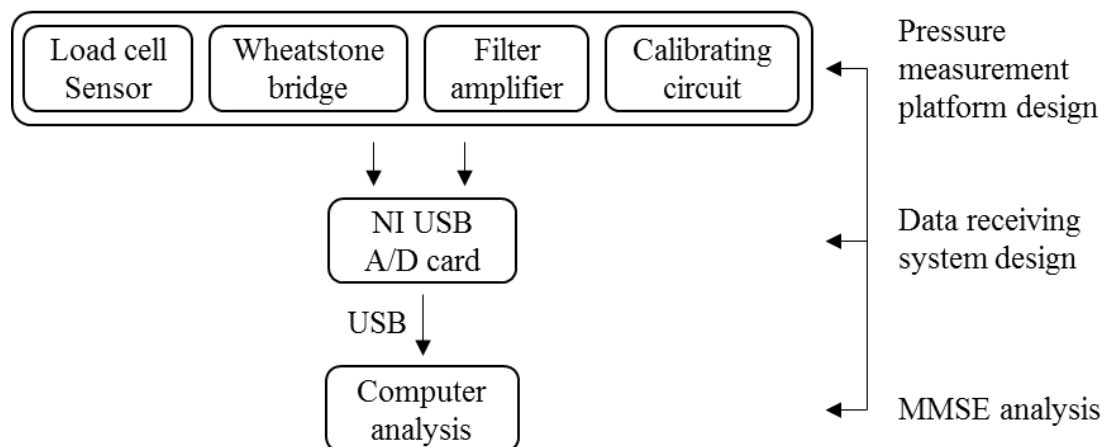 Load cell
Sensor
Wheatstone
bridge
Filter
amplifier
Calibrating
circuit
Pressure
measurement
platform design
NI USB
A/D card
Data receiving
system design
USB
Computer
analysis
MMSE analysis